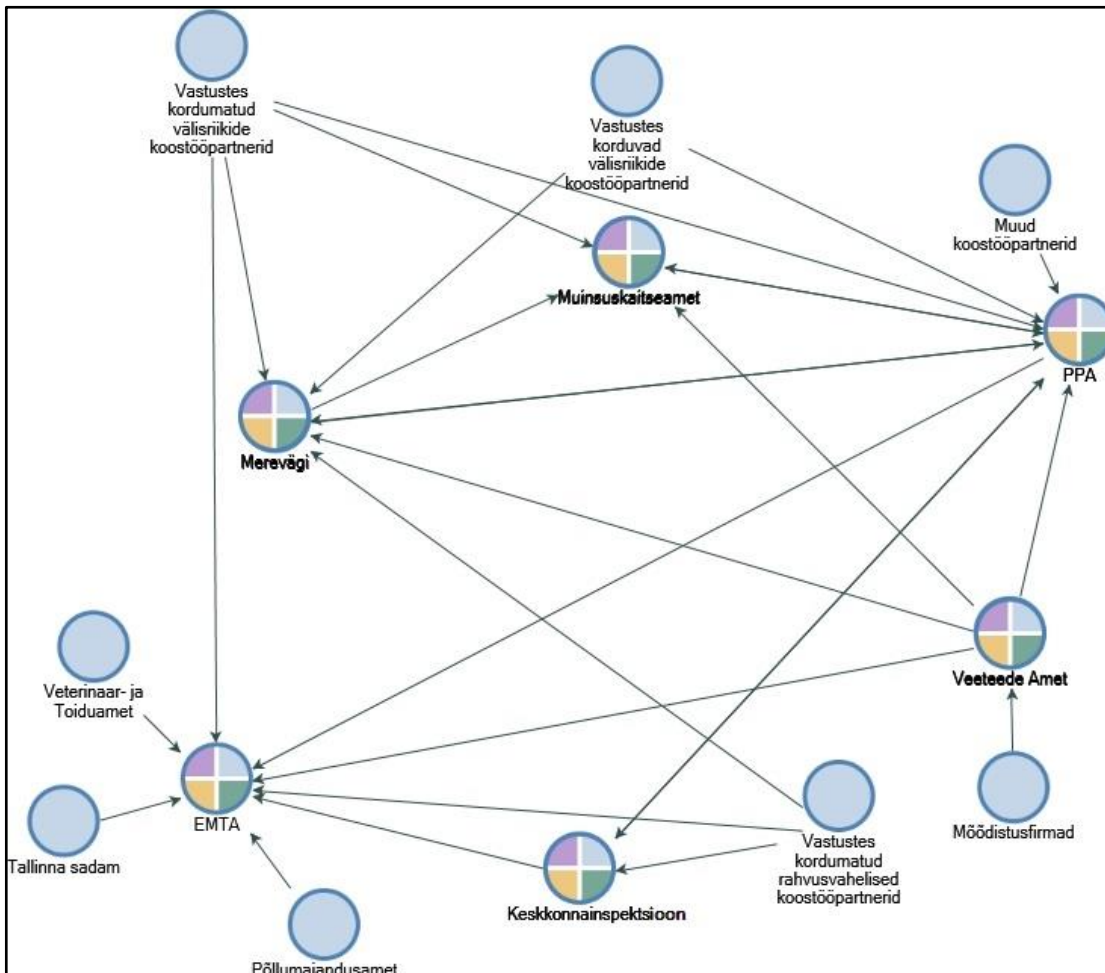 Vastustes
kordumatud
välisriikide
koostööpartnerid
Vastustes
korduvad
välisriikide
koostööpartnerid
Muud
koostööpartnerid
Muinsuskaitseamet
PPA
Merevägi
Veeteede Amet
Veterinaar- ja
Toiduamet
EMTA
Tallinna sadam
Põllumajandusamet
Keskkonnainspektsioon
Vastustes
kordumatud
rahvusvahelised
koostööpartnerid
Mõõdistusfirmad